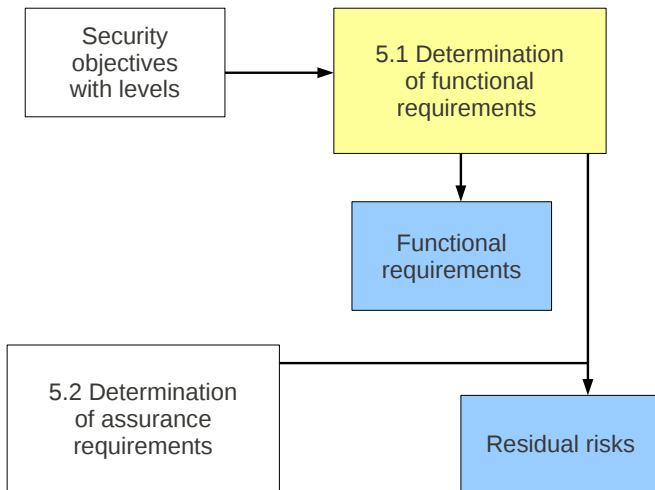 Security
objectives
with levels
5.1 Determination
of functional
requirements
Functional
requirements
5.2 Determination
of assurance
requirements
Residual risks